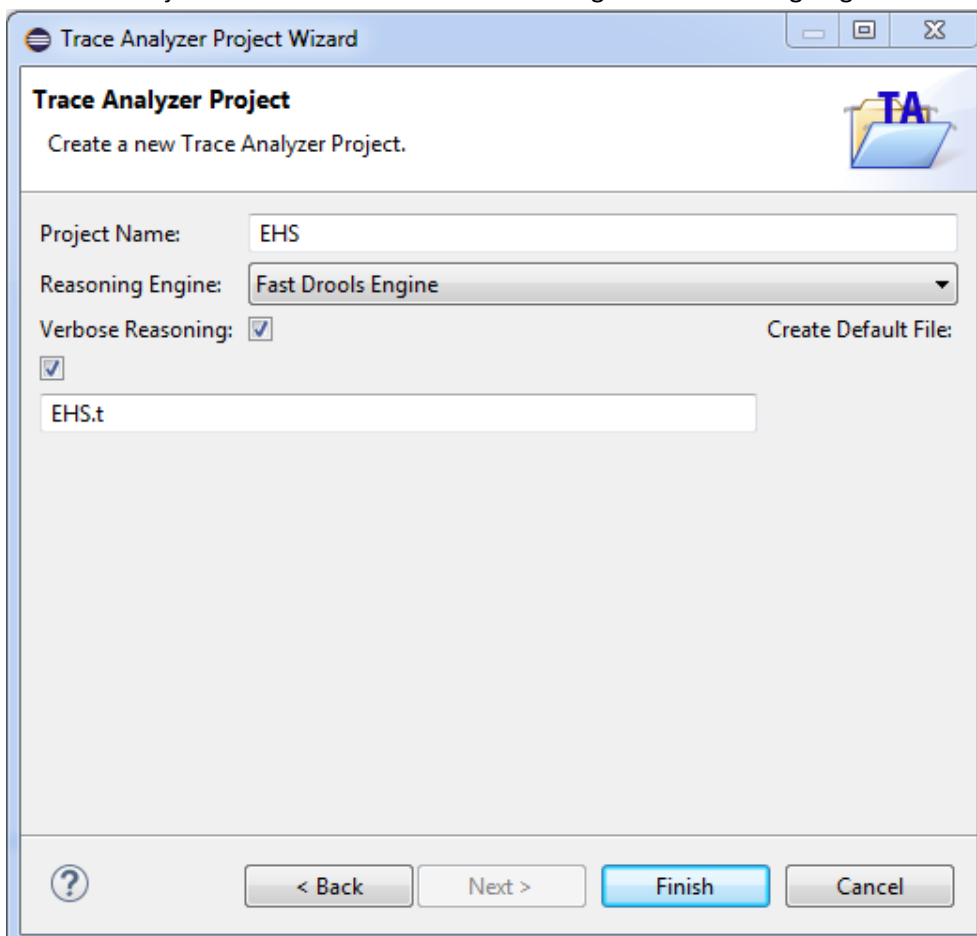 Trace Analyzer Project Wizard
Trace Analyzer Project
TA
Create a new Trace Analyzer Project.
Project Name: EHS
Reasoning Engine: Fast Drools Engine
Verbose Reasoning: Create Default File:
EHS.t
? < Back Next > Finish Cancel